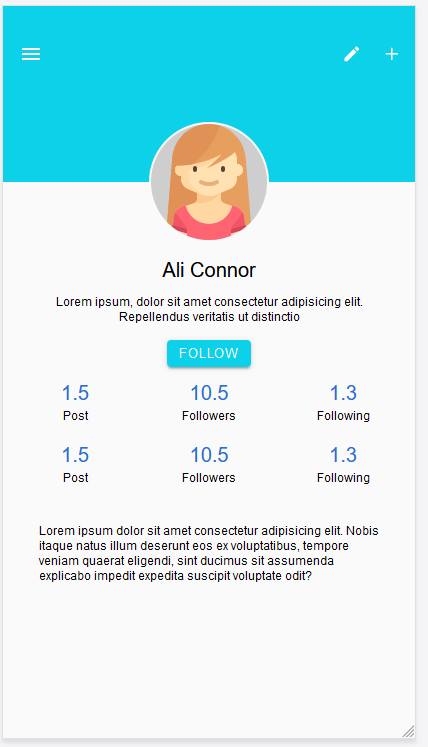 Ali Connor
Lorem ipsum, dolor sit amet consectetur adipisicing elit.
Repellendus veritatis ut distinctio
FOLLOW
1.5 10.5 1.3
Post Followers Following
1.5 10.5 1.3
Post Followers Following
Lorem ipsum dolor sit amet consectetur adipisicing elit. Nobis
itaque natus illum deserunt eos ex voluptatibus, tempore
veniam quaerat eligendi, sint ducimus sit assumenda
explicabo impedit expedita suscipit voluptate odit?